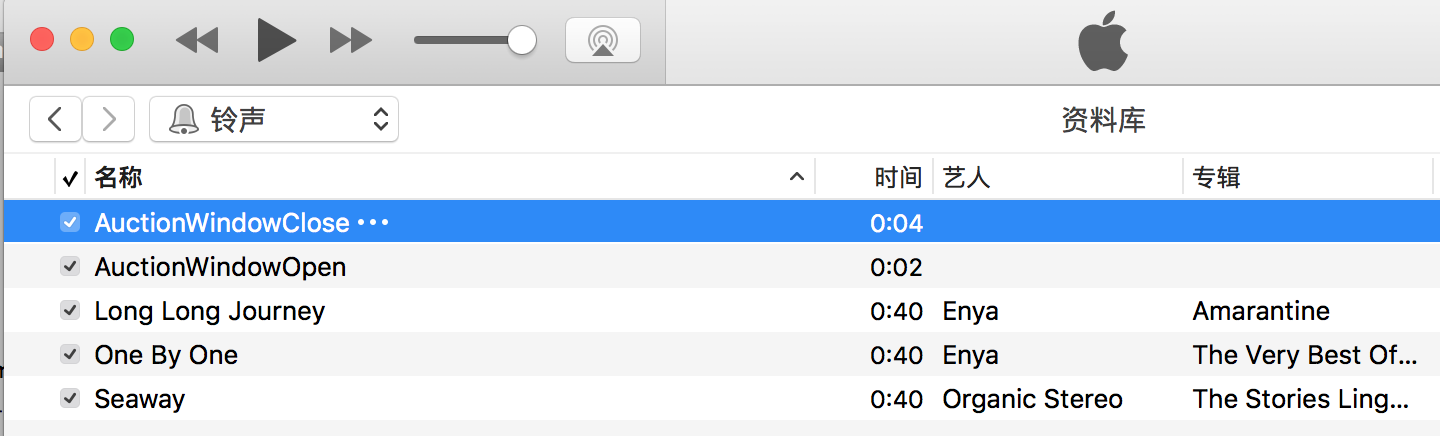 铃声
资料库
名称 时间 艺人 专辑
AuctionWindowClose ••• 0:04
AuctionWindowOpen 0:02
Long Long Journey 0:40 Enya Amarantine
One By One 0:40 Enya The Very Best Of...
Seaway 0:40 Organic Stereo The Stories Ling...